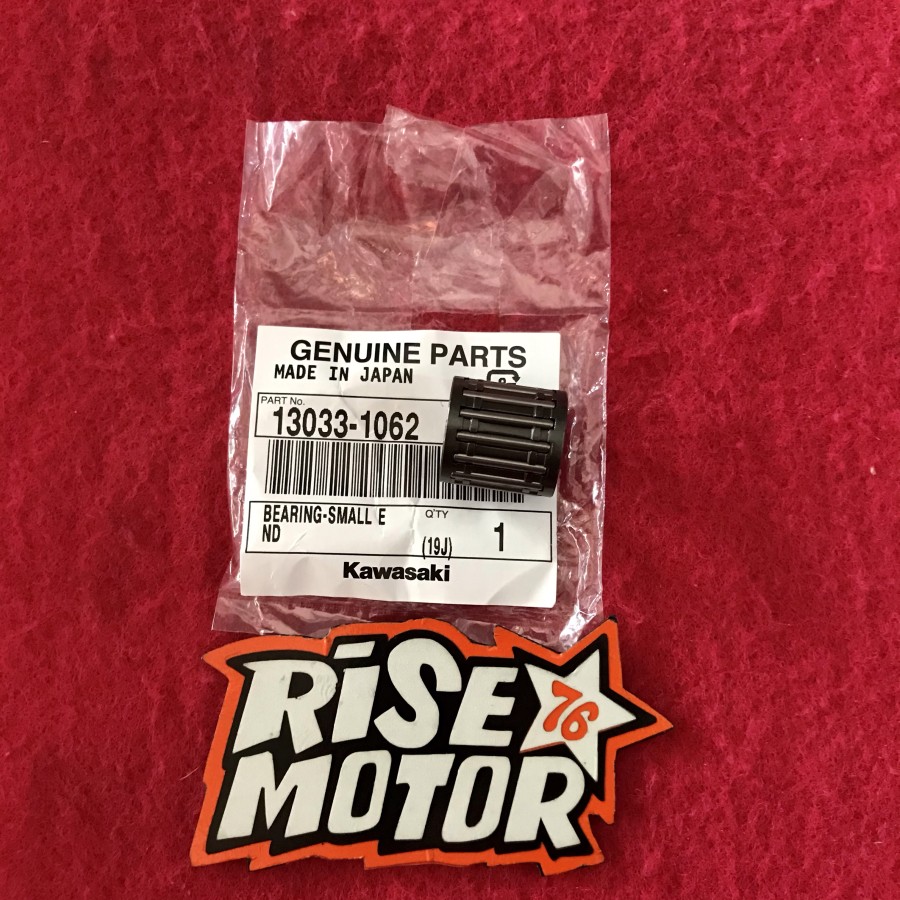 GENUINE PARTS
MADE IN JAPAN
PART No.
13033-1062
BEARING-SMALL E
ND
Q'TY
(19J)
1
Kawasaki
RiSE
76
MOTOR